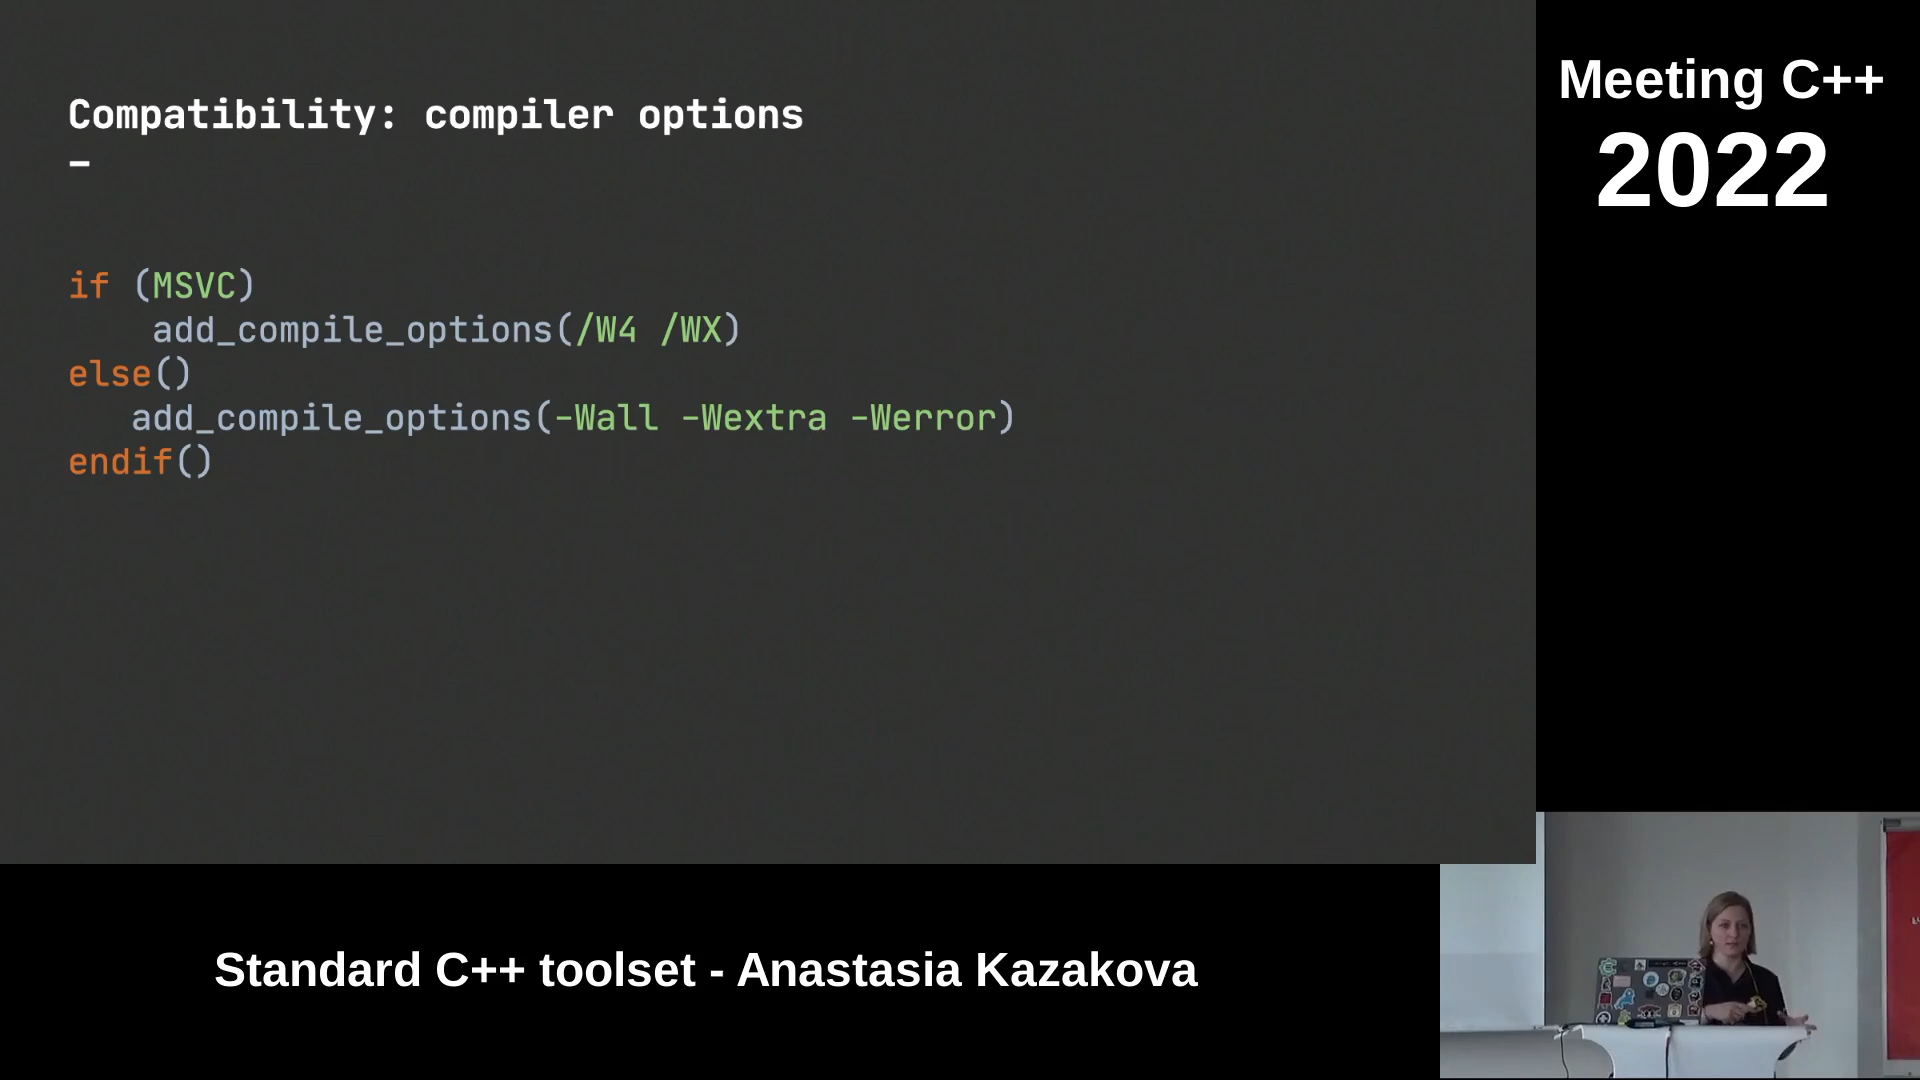 Compatibility: compiler options
–
if (MSVC)
    add_compile_options(/W4 /WX)
else()
   add_compile_options(-Wall -Wextra -Werror)
endif()
Meeting C++
2022
Standard C++ toolset - Anastasia Kazakova